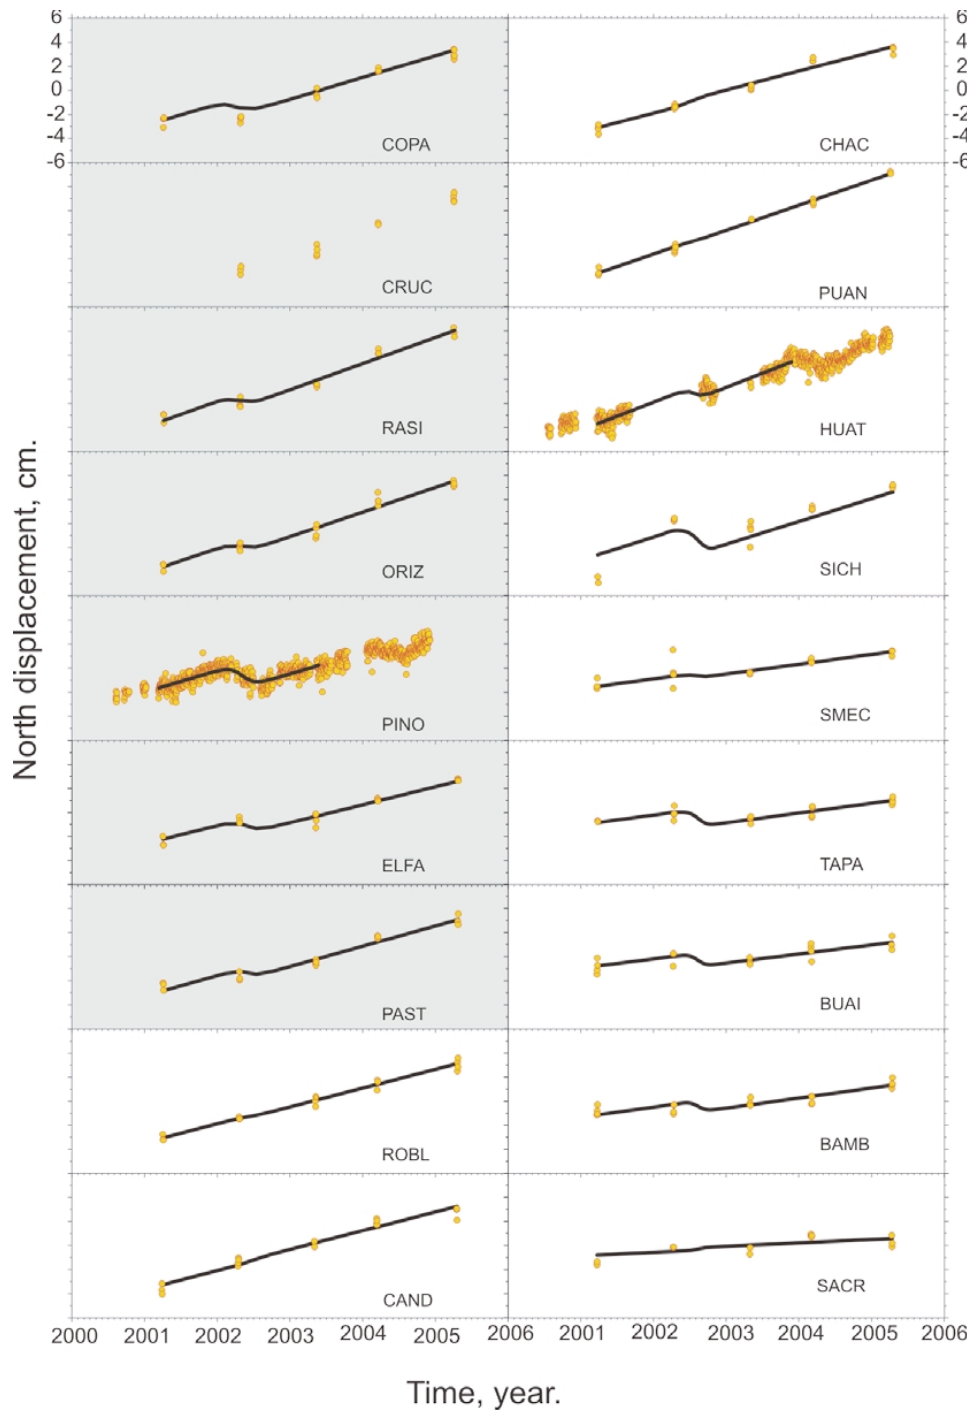 6 6
4 4
2 2
0 0
-2 -2
-4 -4
COPA CHAC
-6 -6
CRUC PUAN
RASI HUAT
ORIZ SICH
PINO SMEC
ELFA TAPA
PAST BUAI
ROBL BAMB
CAND SACR
North displacement, cm.
2000 2001 2002 2003 2004 2005 2006 2001 2002 2003 2004 2005 2006
Time, year.